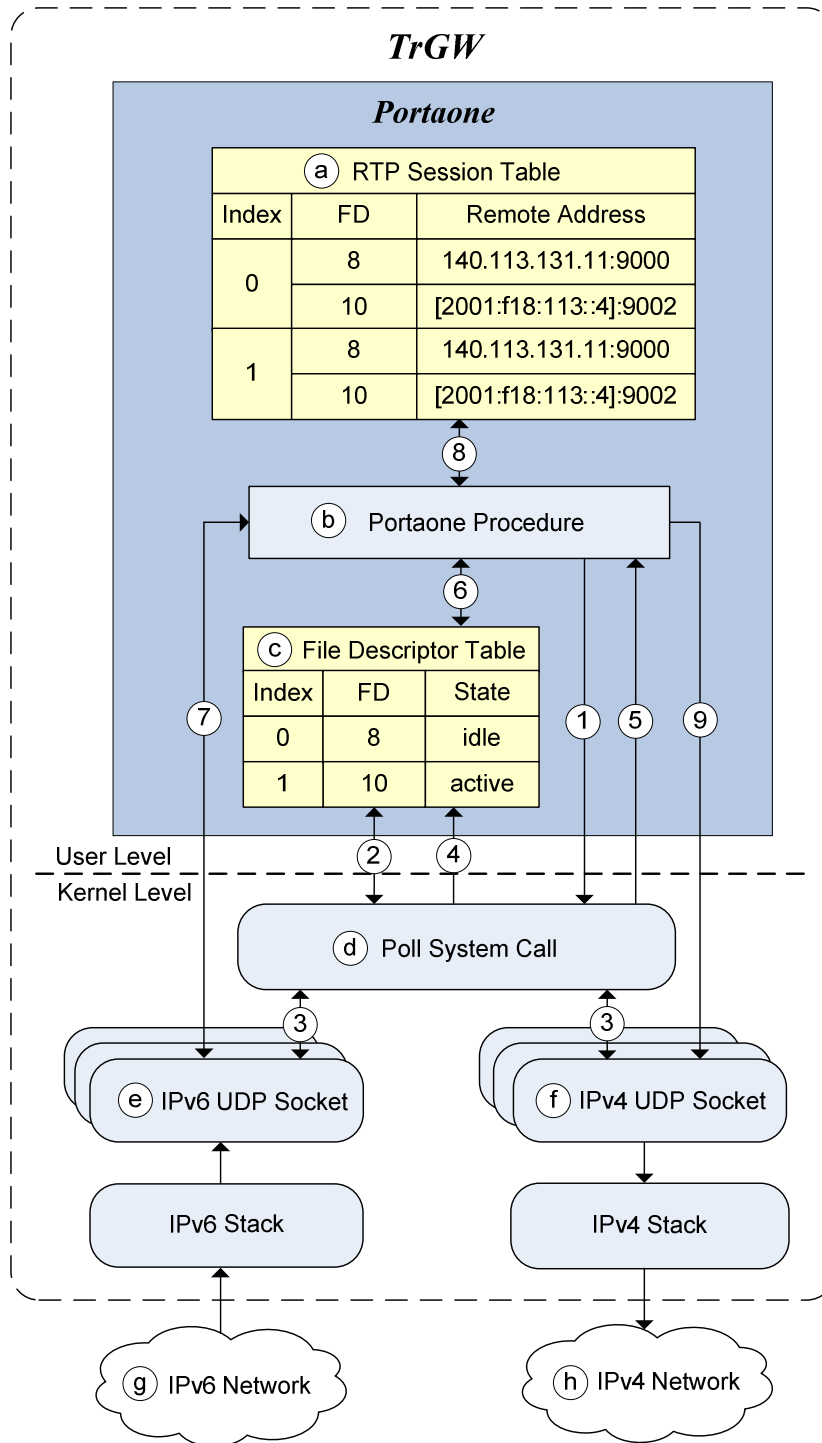 TrGW
Portaone
a RTP Session Table
Index FD Remote Address
0 8 140.113.131.11:9000
10 [2001:f18:113::4]:9002
1 8 140.113.131.11:9000
10 [2001:f18:113::4]:9002
8
b Portaone Procedure
6
c File Descriptor Table
Index FD State
0 8 idle
1 10 active
7 1 5 9
2 4
User Level
Kernel Level
d Poll System Call
3 3
e IPv6 UDP Socket
f IPv4 UDP Socket
IPv6 Stack
IPv4 Stack
g IPv6 Network
h IPv4 Network